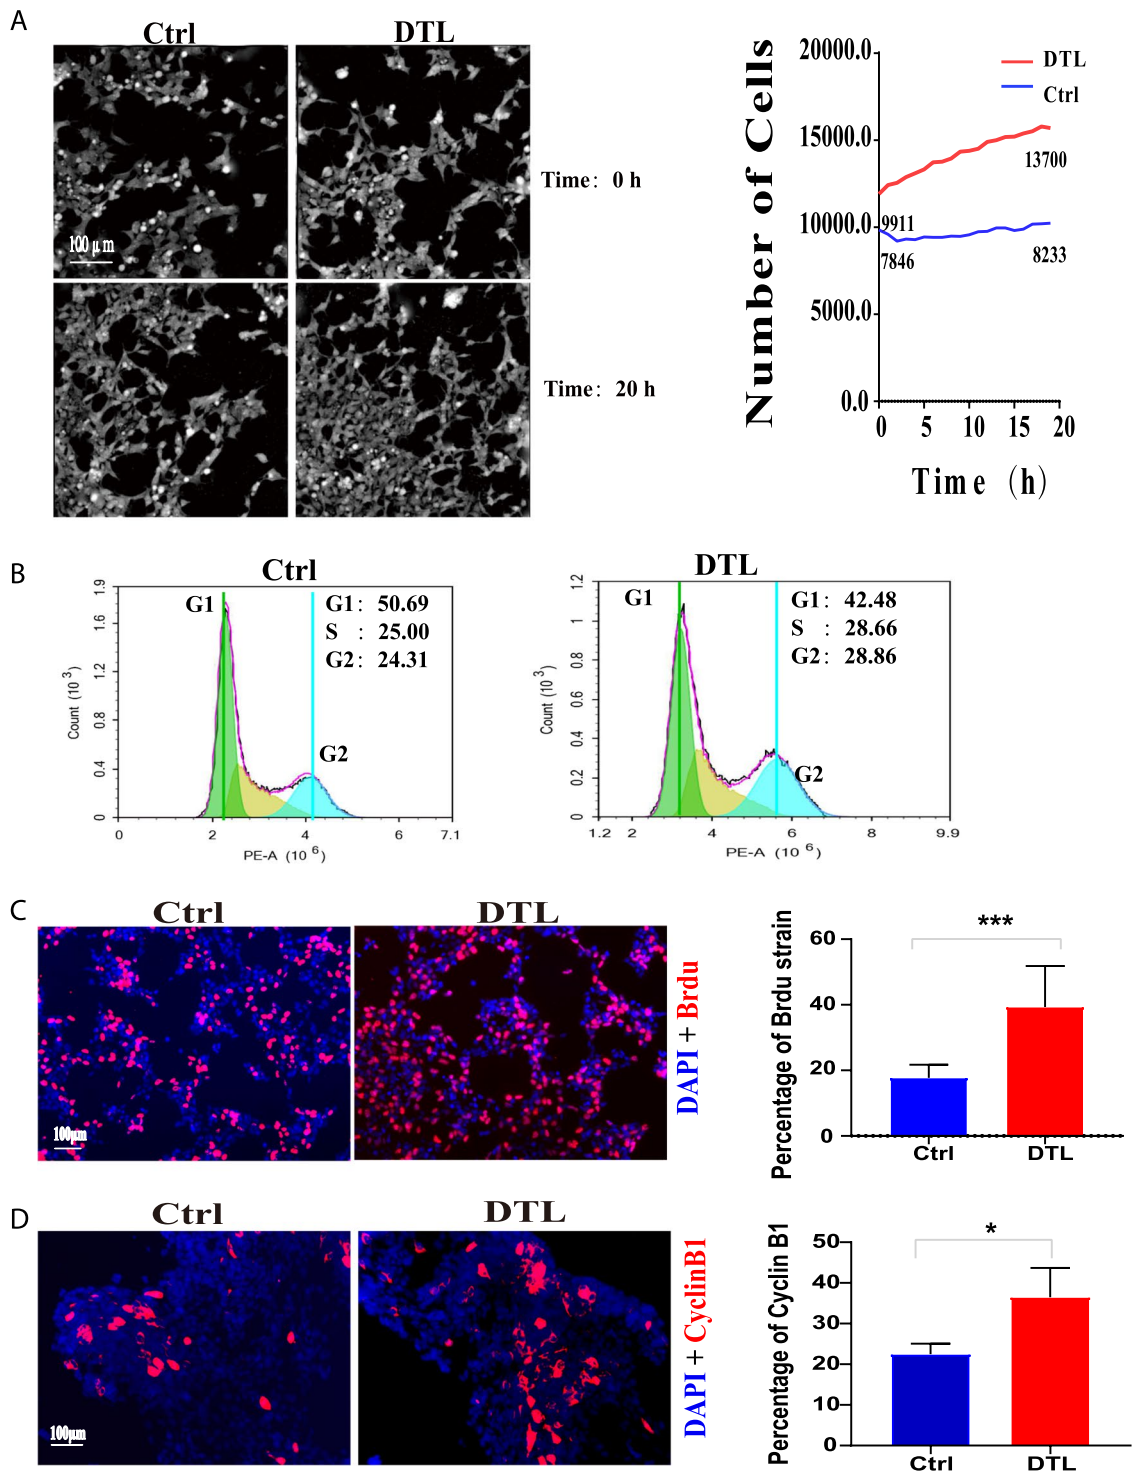 A
Ctrl
DTL
100 μm
Time: 0 h
Time: 20 h
Number of Cells
20000.0
15000.0
10000.0
5000.0
0.0
DTL
Ctrl
13700
9911
7846
8233
0 5 10 15 20
Time (h)
B
Ctrl
G1
G1: 50.69
S : 25.00
G2: 24.31
G2
Count (10 3)
1.9
1.6
1.2
0.8
0.4
0
0 2 4 6 7.1
PE-A (10 6)
DTL
G1
G1: 42.48
S : 28.66
G2: 28.86
G2
Count (10 3)
1.2
1
0.8
0.6
0.4
0.2
0
1.2 2 4 6 8 9.9
PE-A (10 6)
C
Ctrl
DTL
100μm
DAPI + Brdu
Percentage of Brdu strain
60
40
20
0
***
Ctrl DTL
D
Ctrl
DTL
100μm
DAPI + CyclinB1
Percentage of Cyclin B1
50
40
30
20
10
0
*
Ctrl DTL